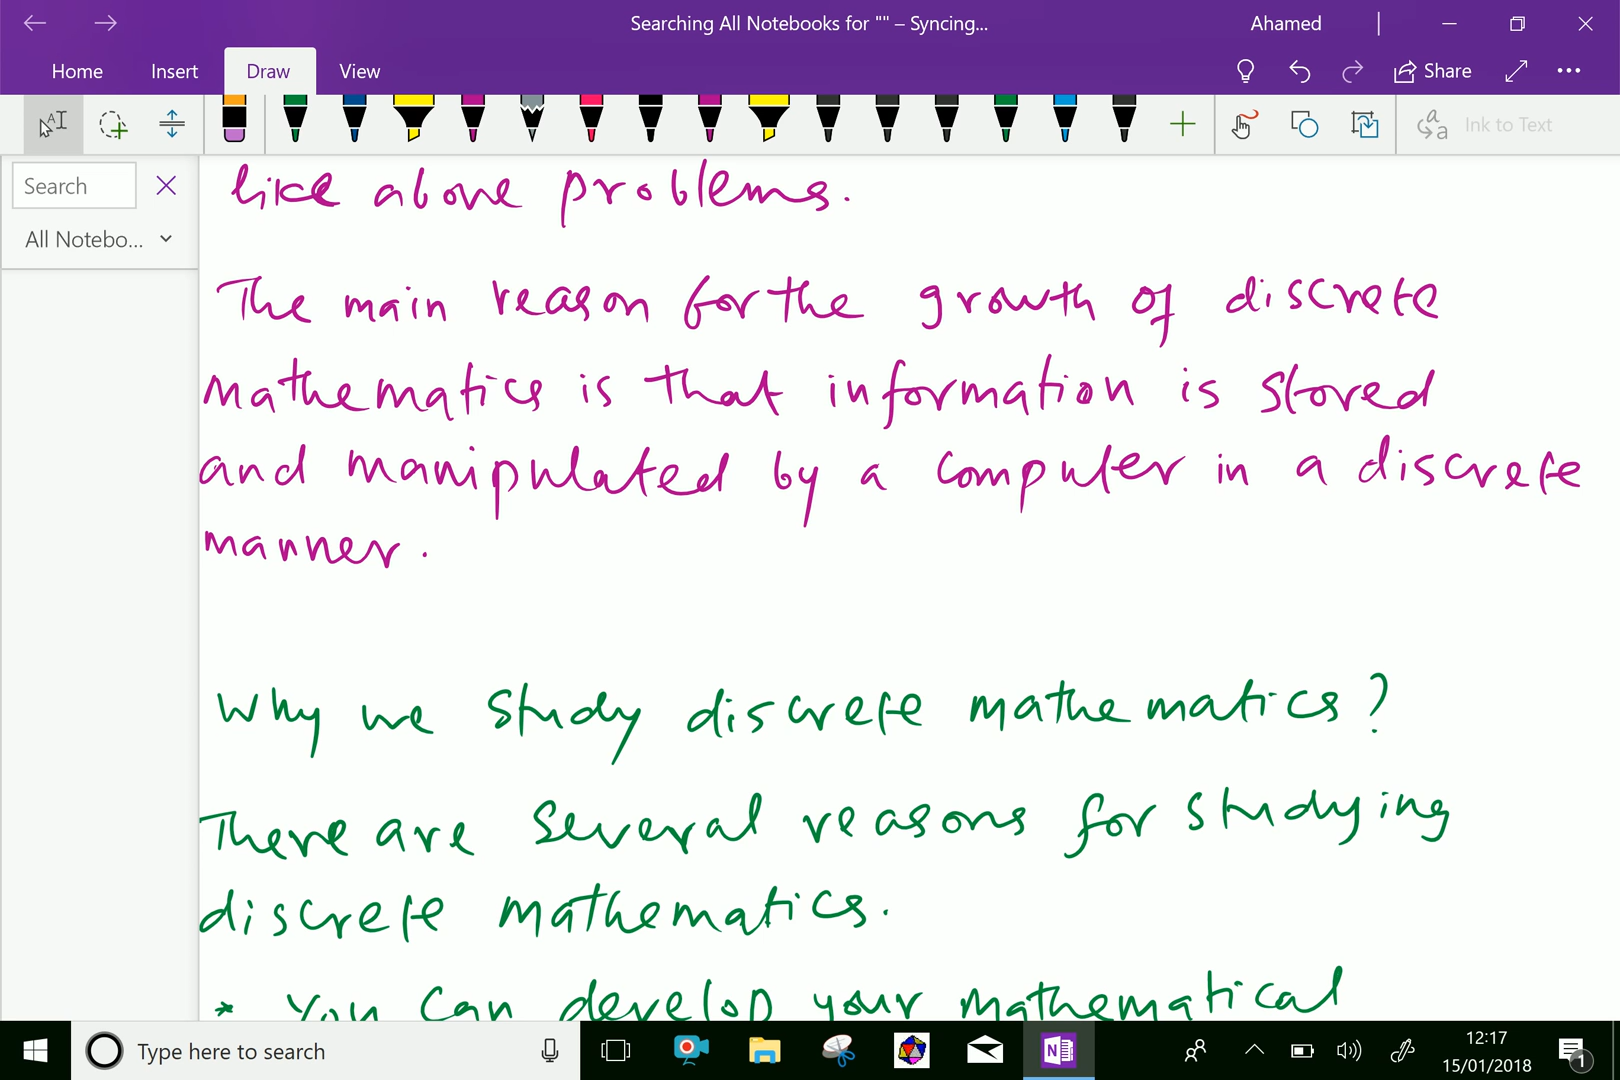 Searching All Notebooks for "" – Syncing...
Ahamed
Home Insert Draw View
Share
Ink to Text
Search
All Notebo...
like above problems.
The main reason for the growth of discrete
mathematics is that information is stored
and manipulated by a computer in a discrete
manner.
Why we study discrete mathematics?
There are several reasons for studying
discrete mathematics.
* You can develop your mathematical
Type here to search
N
12:17
15/01/2018
1